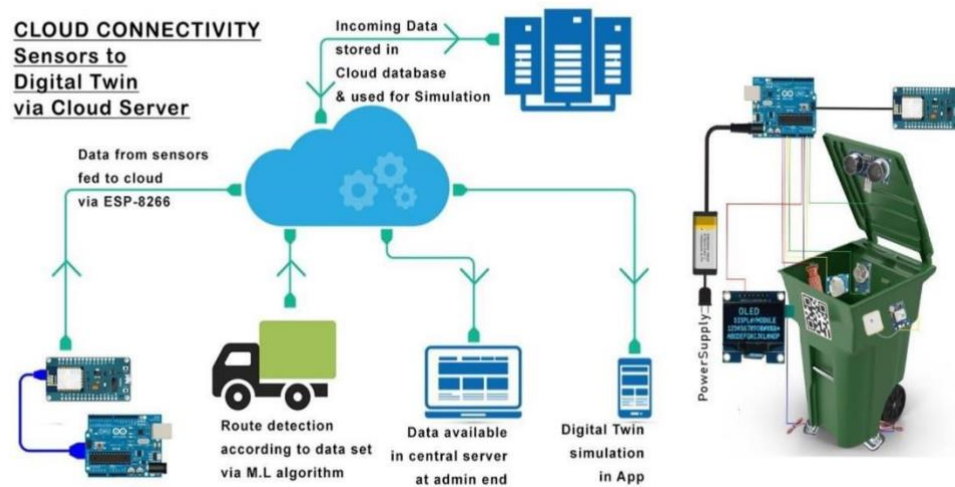 CLOUD CONNECTIVITY
Sensors to
Digital Twin
via Cloud Server
Incoming Data
stored in
Cloud database
& used for Simulation
Data from sensors
fed to cloud
via ESP-8266
Route detection
according to data set
via M.L algorithm
Data available
in central server
at admin end
Digital Twin
simulation
in App
PowerSupply
OLED